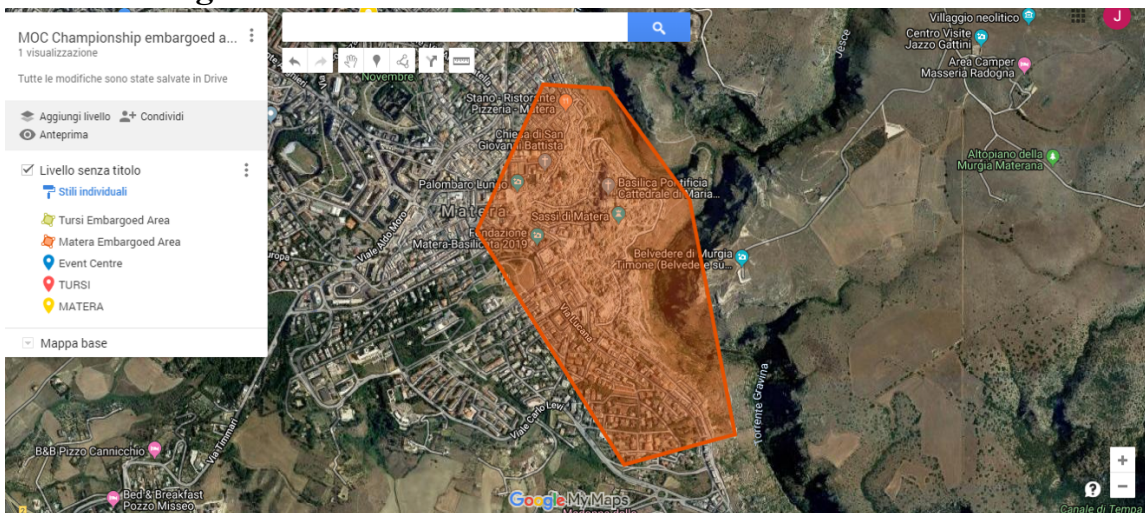 MOC Championship embargoed a...
1 visualizzazione
Tutte le modifiche sono state salvate in Drive
Aggiungi livello
Condividi
Anteprima
Livello senza titolo
Stili individuali
Tursi Embargoed Area
Matera Embargoed Area
Event Centre
TURSI
MATERA
Mappa base
Novembre
Stano - Ristorante
Pizzeria - Matera
Chiesa di San
Giovanni Battista
Palombaro Lungo
Basilica Pontificia
Cattedrale di Maria...
Matera
Sassi di Matera
Fondazione
Matera-Basilicata 2019
Viale Aldo Moro
Europa
Belvedere di Murgia
Timone (Belvedere su...
Via Lucana
Viale Carlo Levi
Via Timmari
B&B Pizzo Cannicchio
Bed & Breakfast
Pozzo Misseo
Torrente Gravina
Jesce
Villaggio neolitico
Centro Visite
Jazzo Gattini
Area Camper
Masseria Radogna
Altopiano della
Murgia Materana
J
Google My Maps
Canale di Tempa